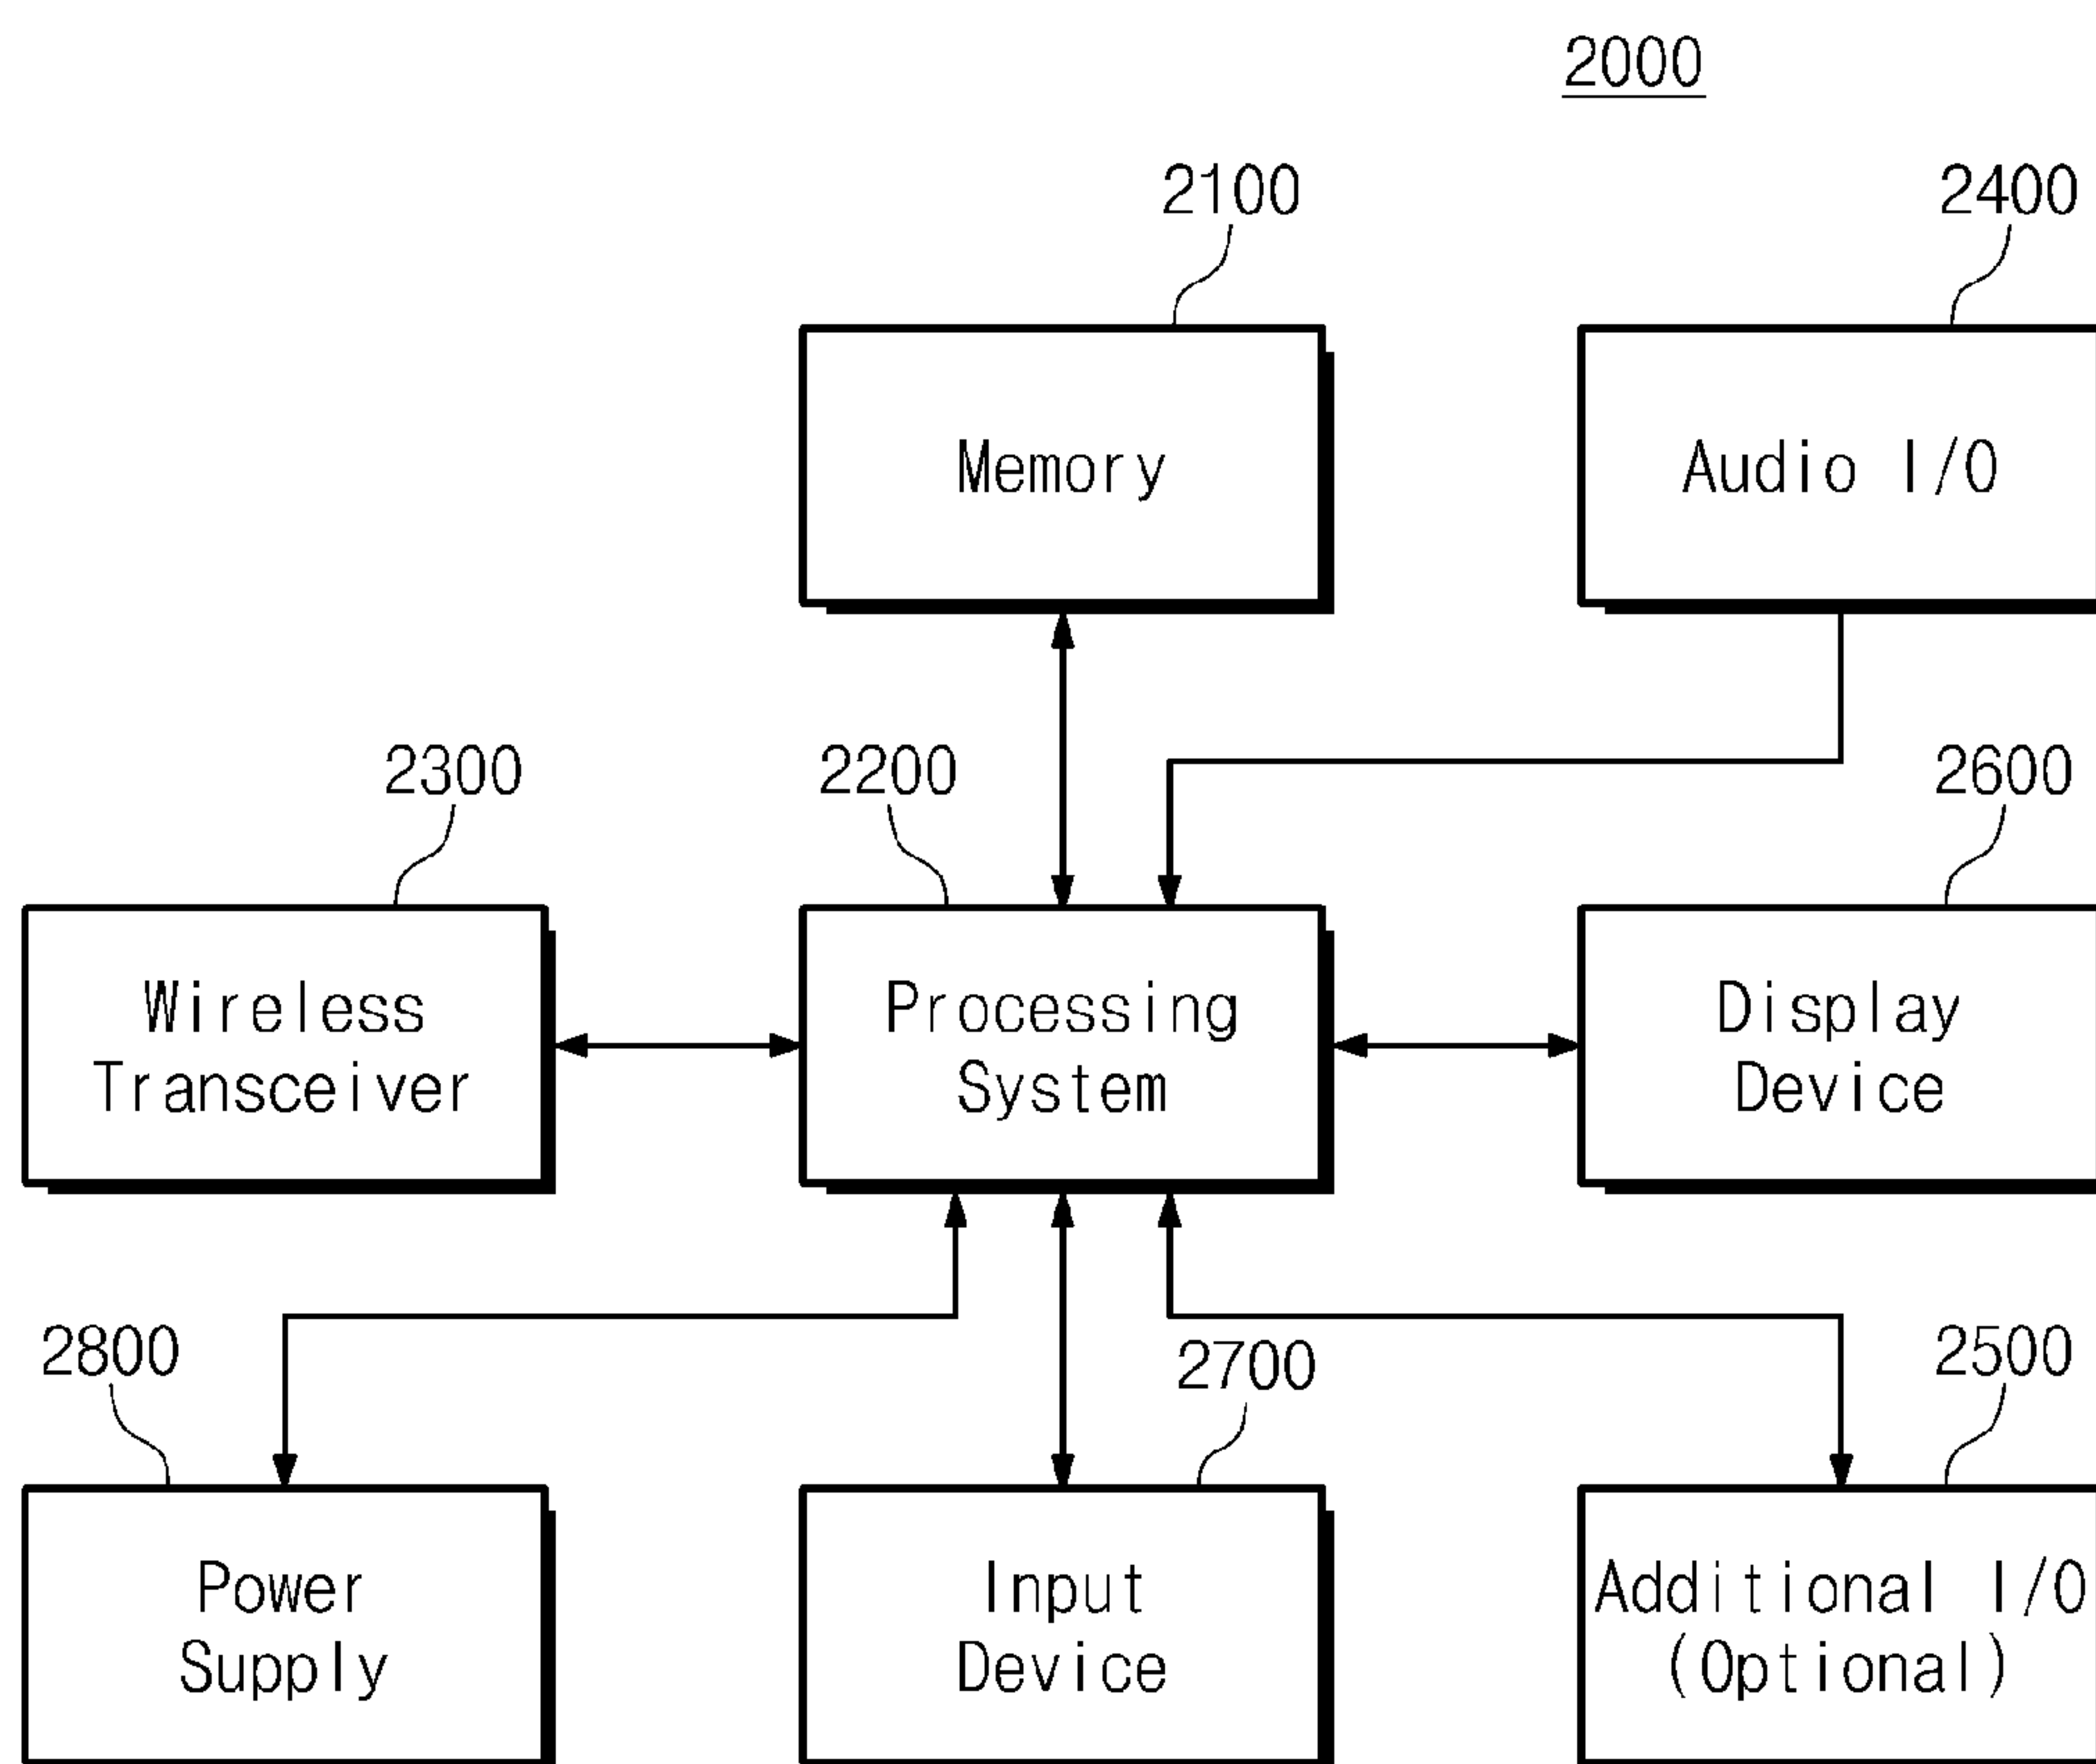 2000
2100
2400
Memory
Audio I/O
2300
2200
2600
Wireless
Transceiver
Processing
System
Display
Device
2800
2700
2500
Power
Supply
Input
Device
Additional I/O
(Optional)